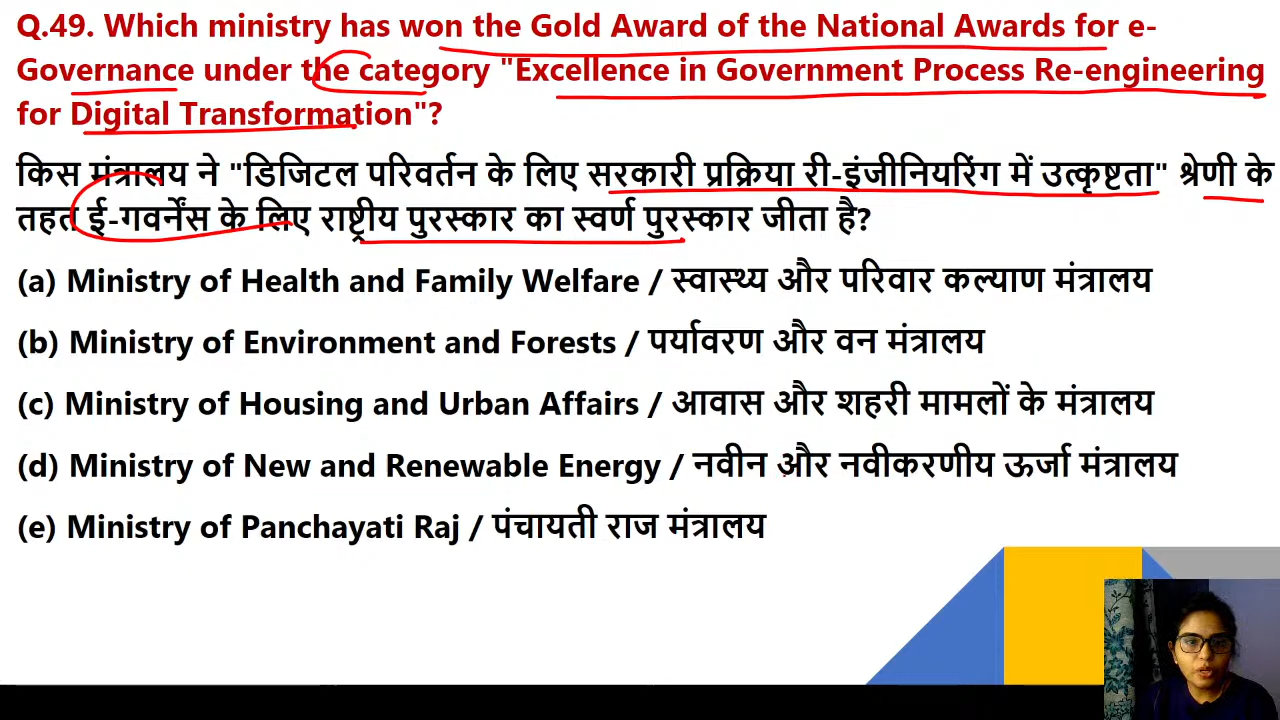 Q.49. Which ministry has won the Gold Award of the National Awards for e-
Governance under the category "Excellence in Government Process Re-engineering
for Digital Transformation"?
किस मंत्रालय ने "डिजिटल परिवर्तन के लिए सरकारी प्रक्रिया री-इंजीनियरिंग में उत्कृष्टता" श्रेणी के
तहत ई-गवर्नेंस के लिए राष्ट्रीय पुरस्कार का स्वर्ण पुरस्कार जीता है?
(a) Ministry of Health and Family Welfare / स्वास्थ्य और परिवार कल्याण मंत्रालय
(b) Ministry of Environment and Forests / पर्यावरण और वन मंत्रालय
(c) Ministry of Housing and Urban Affairs / आवास और शहरी मामलों के मंत्रालय
(d) Ministry of New and Renewable Energy / नवीन और नवीकरणीय ऊर्जा मंत्रालय
(e) Ministry of Panchayati Raj / पंचायती राज मंत्रालय